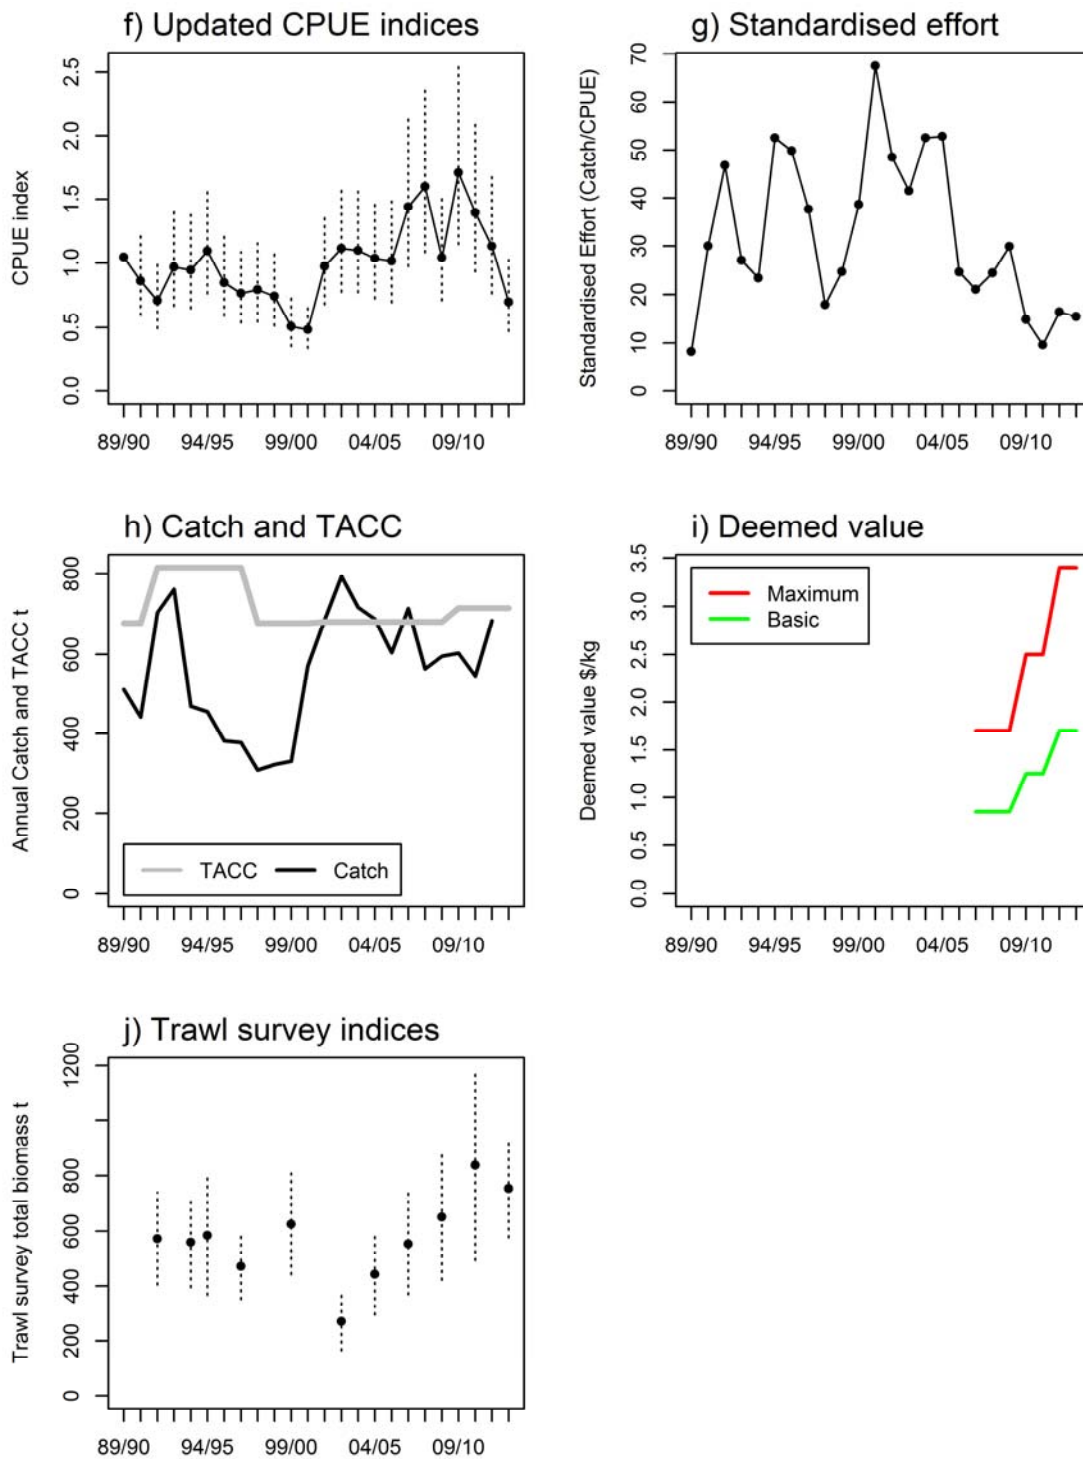 f) Updated CPUE indices
CPUE index
0.0 0.5 1.0 1.5 2.0 2.5
89/90 94/95 99/00 04/05 09/10
g) Standardised effort
Standardised Effort (Catch/CPUE)
0 10 20 30 40 50 60 70
89/90 94/95 99/00 04/05 09/10
h) Catch and TACC
Annual Catch and TACC t
0 200 400 600 800
TACC Catch
89/90 94/95 99/00 04/05 09/10
i) Deemed value
Deemed value $/kg
0.0 0.5 1.0 1.5 2.0 2.5 3.0 3.5
Maximum
Basic
89/90 94/95 99/00 04/05 09/10
j) Trawl survey indices
Trawl survey total biomass t
0 200 400 600 800 1200
89/90 94/95 99/00 04/05 09/10